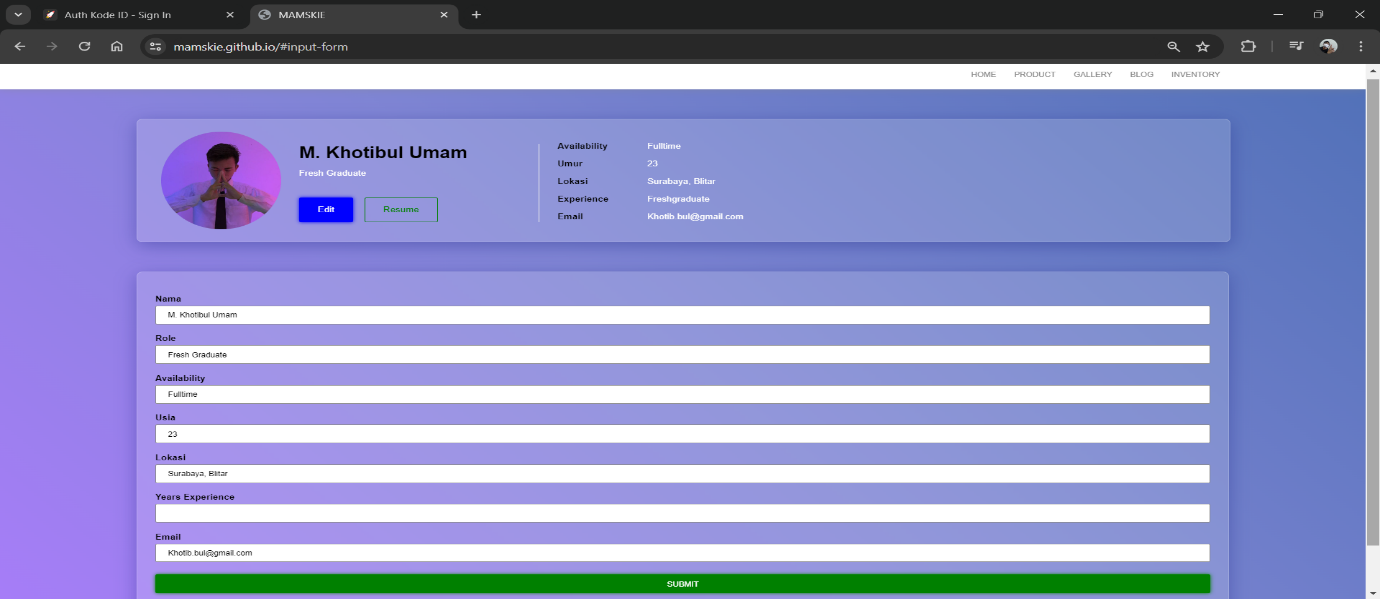 Auth Kode ID - Sign In
MAMSKIE
mamskie.github.io/#input-form
HOME PRODUCT GALLERY BLOG INVENTORY
M. Khotibul Umam
Fresh Graduate
Edit Resume
Availability Fulltime
Umur 23
Lokasi Surabaya, Blitar
Experience Freshgraduate
Email Khotib.bul@gmail.com
Nama
M. Khotibul Umam
Role
Fresh Graduate
Availability
Fulltime
Usia
23
Lokasi
Surabaya, Blitar
Years Experience
Email
Khotib.bul@gmail.com
SUBMIT